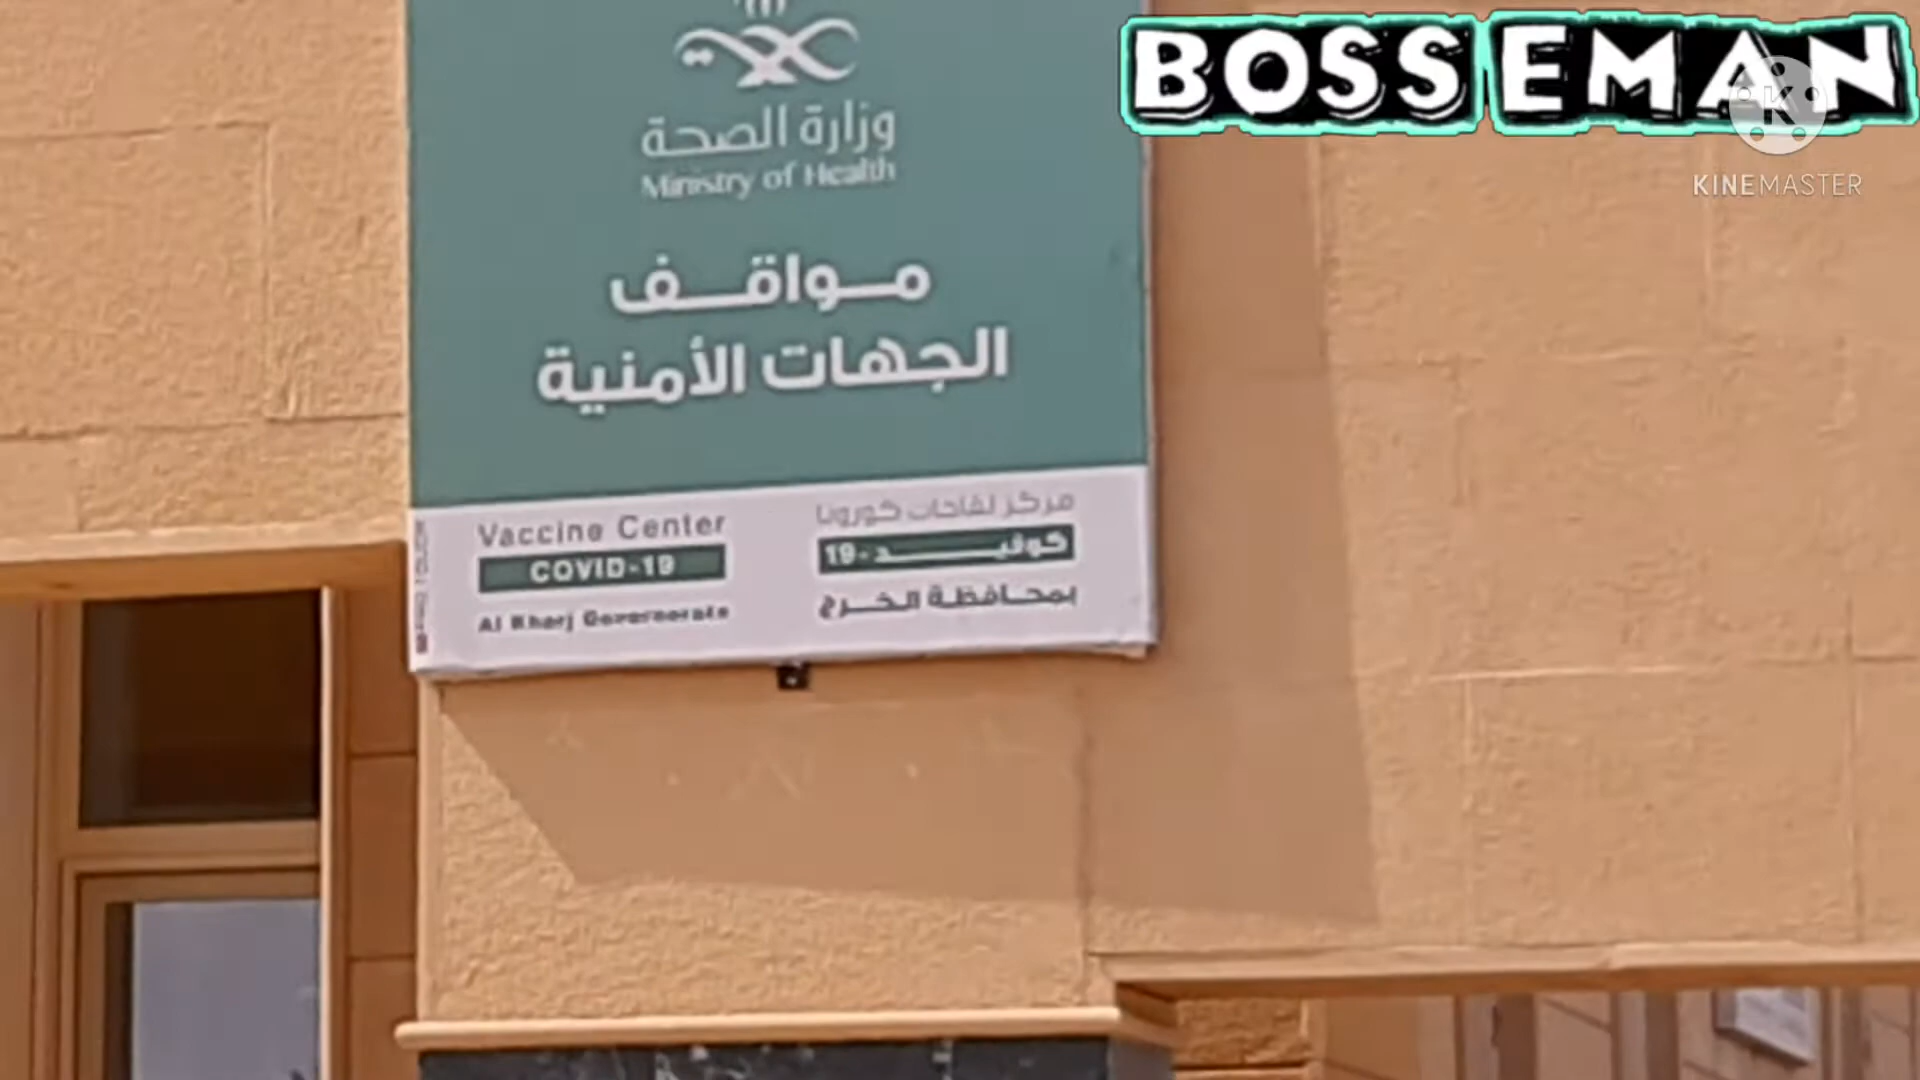 BOSS EMAN
KINEMASTER
وزارة الصحة
Ministry of Health
مواقف
الجهات الأمنية
Vaccine Center
COVID-19
Al Kharj Governorate
مركز لقاحات كورونا
كوفيد-19
بمحافظة الخرج